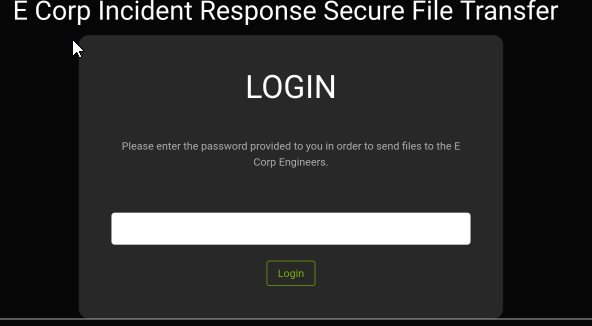 E Corp Incident Response Secure File Transfer
LOGIN
Please enter the password provided to you in order to send files to the E
Corp Engineers.
Login